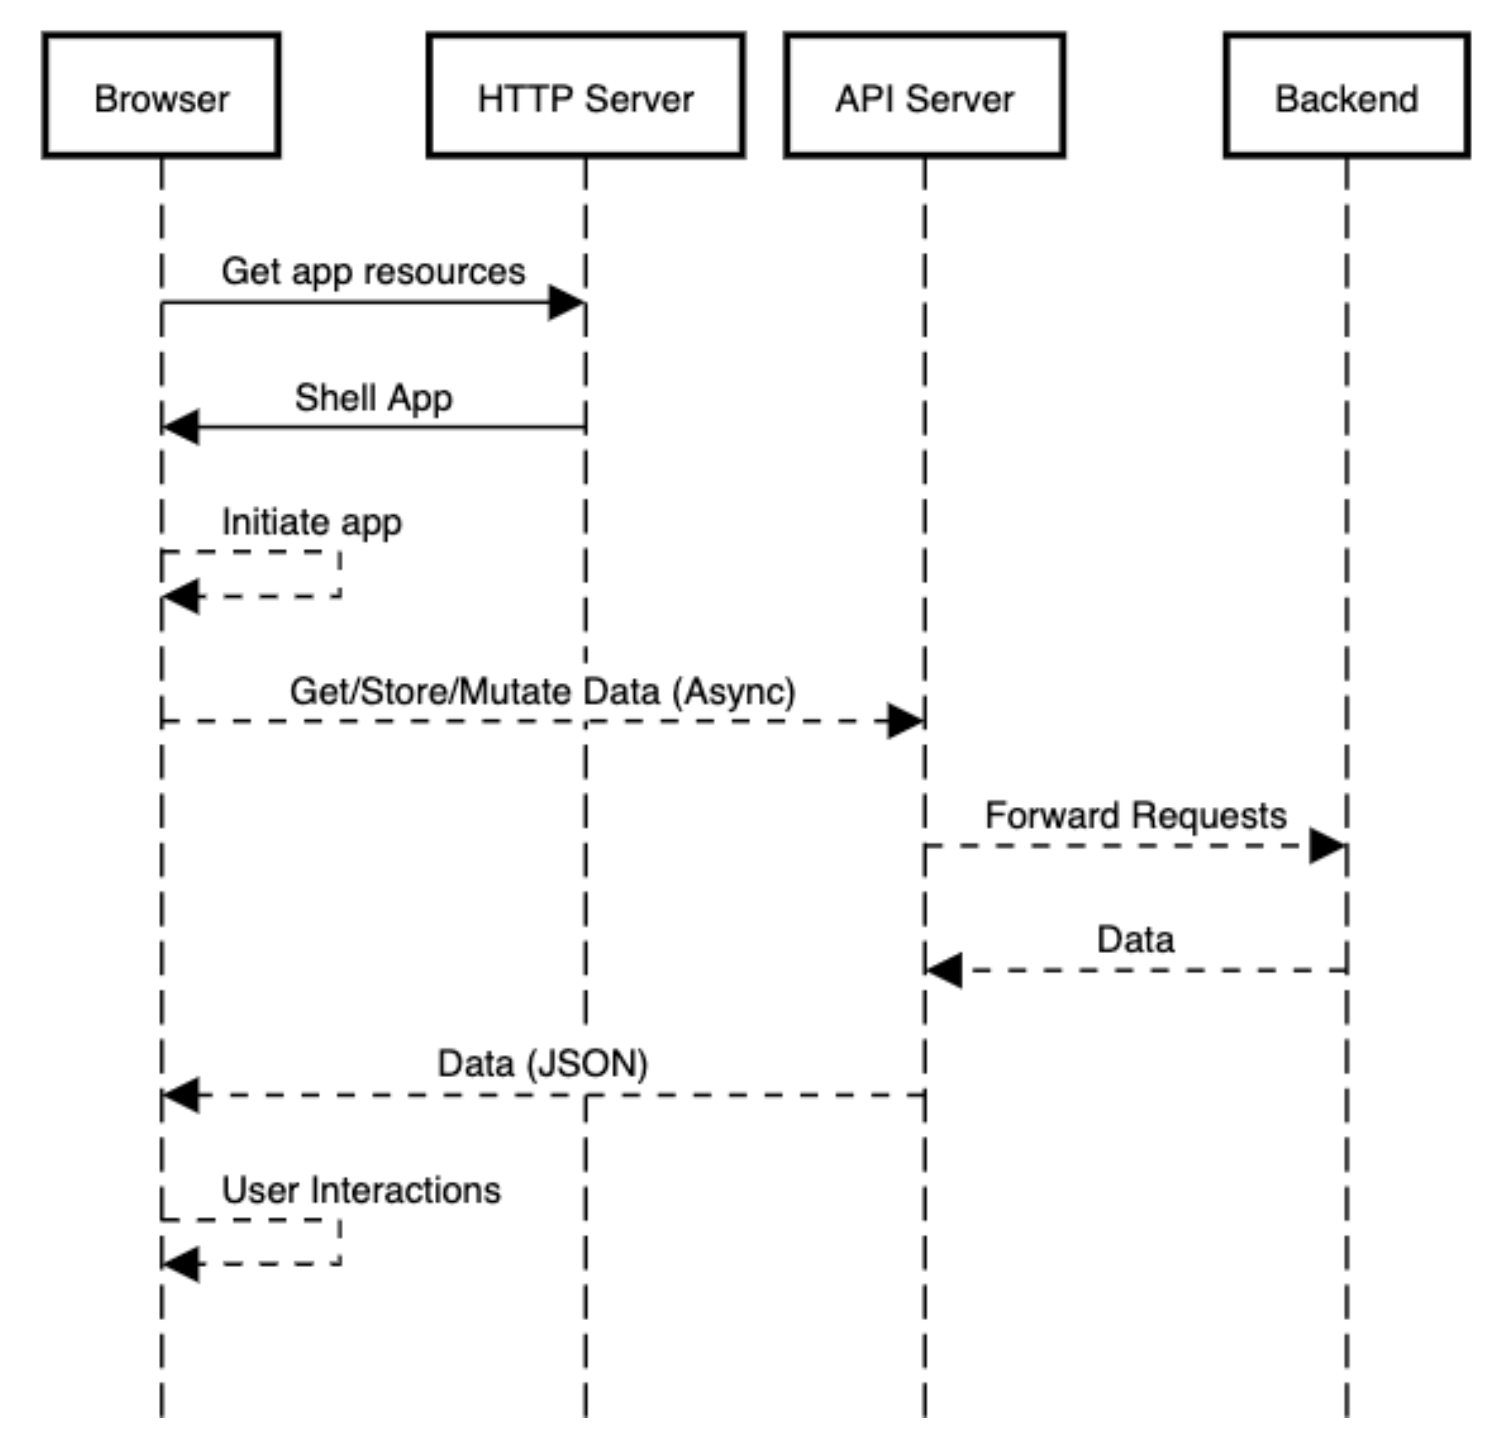 Browser
HTTP Server
API Server
Backend
Get app resources
Shell App
Initiate app
Get/Store/Mutate Data (Async)
Forward Requests
Data
Data (JSON)
User Interactions